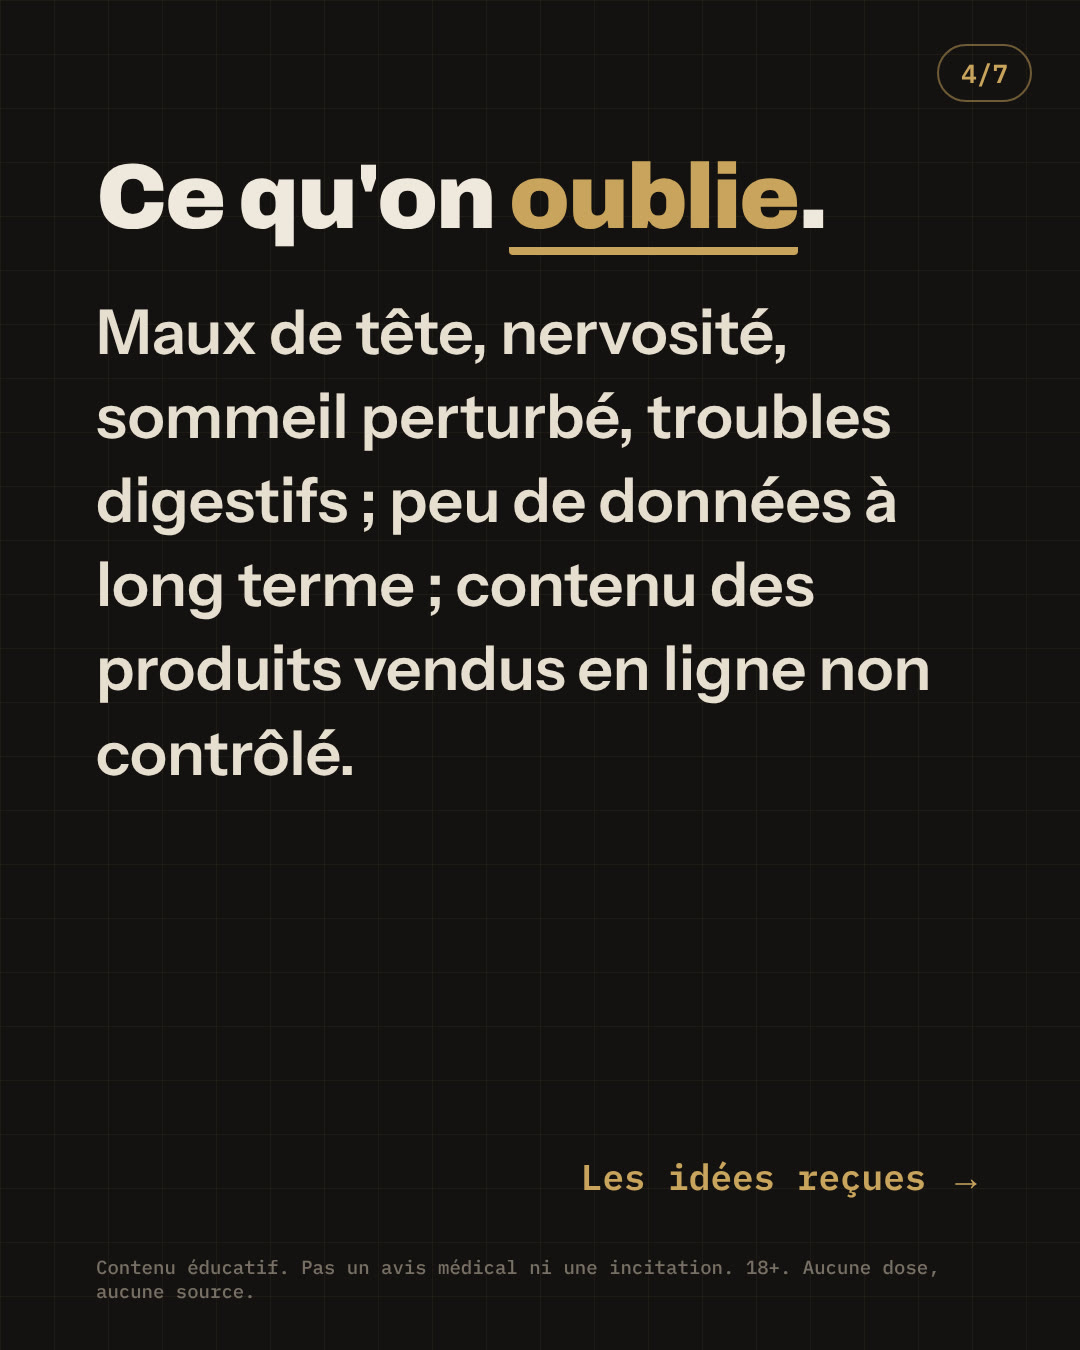 4/7
Ce qu'on oublie.
Maux de tête, nervosité,
sommeil perturbé, troubles
digestifs ; peu de données à
long terme ; contenu des
produits vendus en ligne non
contrôlé.
Les idées reçues →
Contenu éducatif. Pas un avis médical ni une incitation. 18+. Aucune dose,
aucune source.